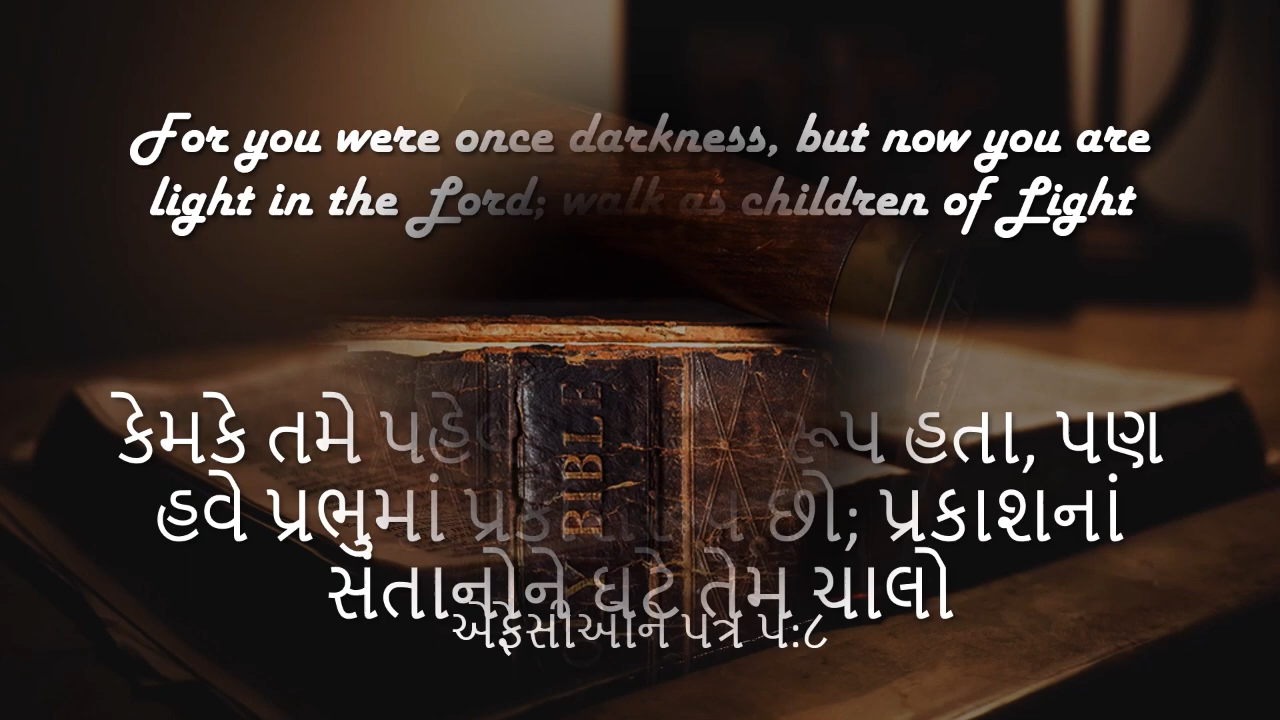 For you were once darkness, but now you are
light in the Lord; walk as children of Light
BIBLE
કેમકે તમે રૂપ હતા, પણ
હવે પ્રભુમાં છો; પ્રકાશનાં
સંતાનોને ઘટે તેમ ચાલો
એફેસીઓને પત્ર ૫:૮